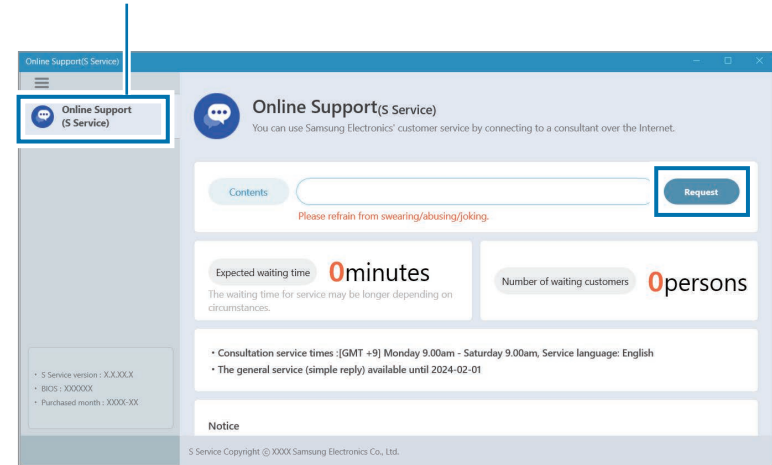 Online Support(S Service)
Online Support
(S Service)
Online Support(S Service)
You can use Samsung Electronics' customer service by connecting to a consultant over the Internet.
Contents
Request
Please refrain from swearing/abusing/joking.
Expected waiting time 0minutes
The waiting time for service may be longer depending on
circumstances.
Number of waiting customers 0persons
• Consultation service times :[GMT +9] Monday 9.00am - Saturday 9.00am, Service language: English
• The general service (simple reply) available until 2024-02-01
• S Service version : X.X.XX.X
• BIOS : XXXXXX
• Purchased month : XXXX-XX
Notice
S Service Copyright ⓒ XXXX Samsung Electronics Co., Ltd.